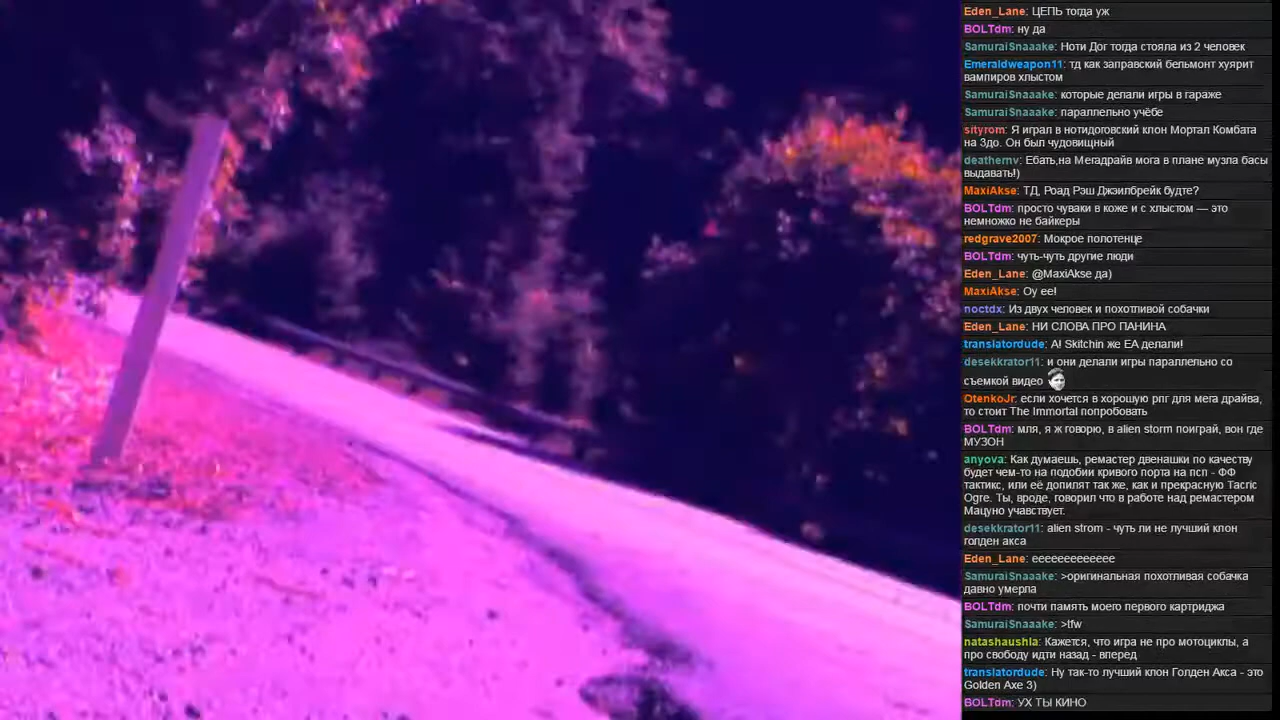 Eden_Lane: ЦЕПЬ тогда уж
BOLTdm: ну да
SamuraiSnaaake: Ноти Дог тогда стояла из 2 человек
Emeraldweapon11: тд как заправский бельмонт хуярит
вампиров хлыстом
SamuraiSnaaake: которые делали игры в гараже
SamuraiSnaaake: параллельно учёбе
sityrom: Я играл в нотидоговский клон Мортал Комбата
на 3до. Он был чудовищный
deathernv: Ебать,на Мегадрайв мога в плане музла басы
выдавать!)
MaxiAkse: ТД, Роад Рэш Джэилбрейк будте?
BOLTdm: просто чуваки в коже и с хлыстом — это
немножко не байкеры
redgrave2007: Мокрое полотенце
BOLTdm: чуть-чуть другие люди
Eden_Lane: @MaxiAkse да)
MaxiAkse: Оу ее!
noctdx: Из двух человек и похотливой собачки
Eden_Lane: НИ СЛОВА ПРО ПАНИНА
translatordude: А! Skitchin же ЕА делали!
desekkrator11: и они делали игры параллельно со
съемкой видео
OtenkoJr: если хочется в хорошую рпг для мега драйва,
то стоит The Immortal попробовать
BOLTdm: мля, я ж говорю, в alien storm поиграй, вон где
МУЗОН
anyova: Как думаешь, ремастер двенашки по качеству
будет чем-то на подобии кривого порта на псп - ФФ
тактикс, или её допилят так же, как и прекрасную Tacric
Ogre. Ты, вроде, говорил что в работе над ремастером
Мацуно учавствует.
desekkrator11: alien strom - чуть ли не лучший клон
голден акса
Eden_Lane: еееееееееееее
SamuraiSnaaake: >оригинальная похотливая собачка
давно умерла
BOLTdm: почти память моего первого картриджа
SamuraiSnaaake: >tfw
natashaushla: Кажется, что игра не про мотоциклы, а
про свободу идти назад - вперед
translatordude: Ну так-то лучший клон Голден Акса - это
Golden Axe 3)
BOLTdm: УХ ТЫ КИНО